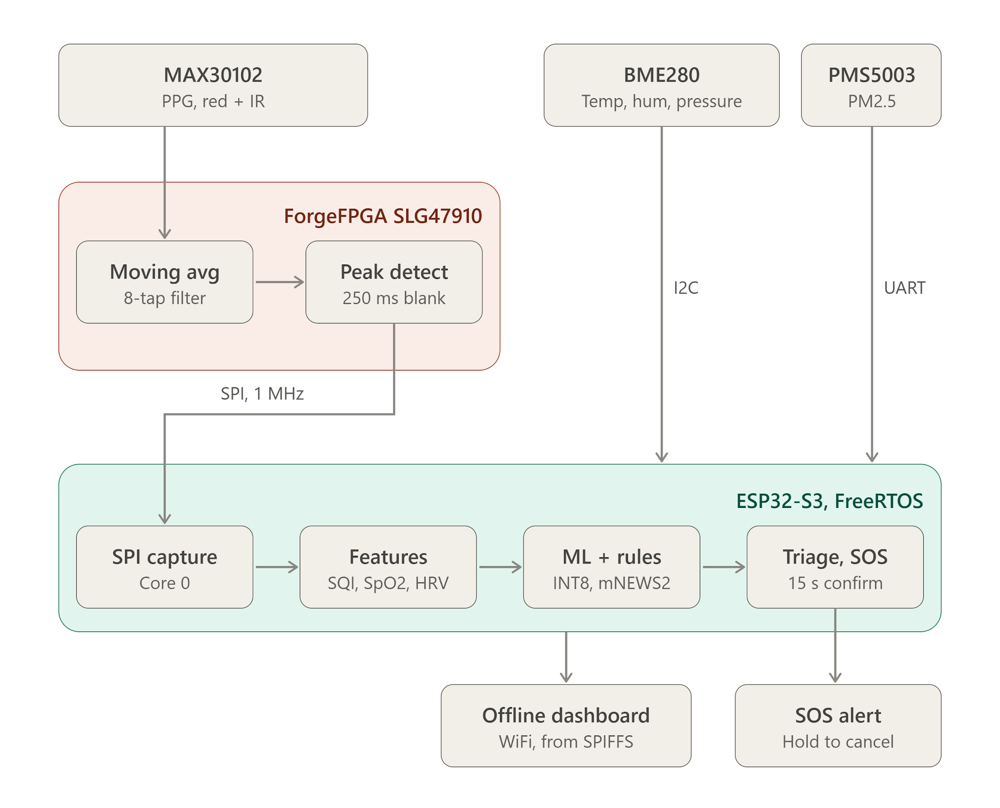 MAX30102
PPG, red + IR
BME280
Temp, hum, pressure
PMS5003
PM2.5
ForgeFPGA SLG47910
Moving avg
8-tap filter
Peak detect
250 ms blank
I2C
UART
SPI, 1 MHz
ESP32-S3, FreeRTOS
SPI capture
Core 0
Features
SQI, SpO2, HRV
ML + rules
INT8, mNEWS2
Triage, SOS
15 s confirm
Offline dashboard
WiFi, from SPIFFS
SOS alert
Hold to cancel